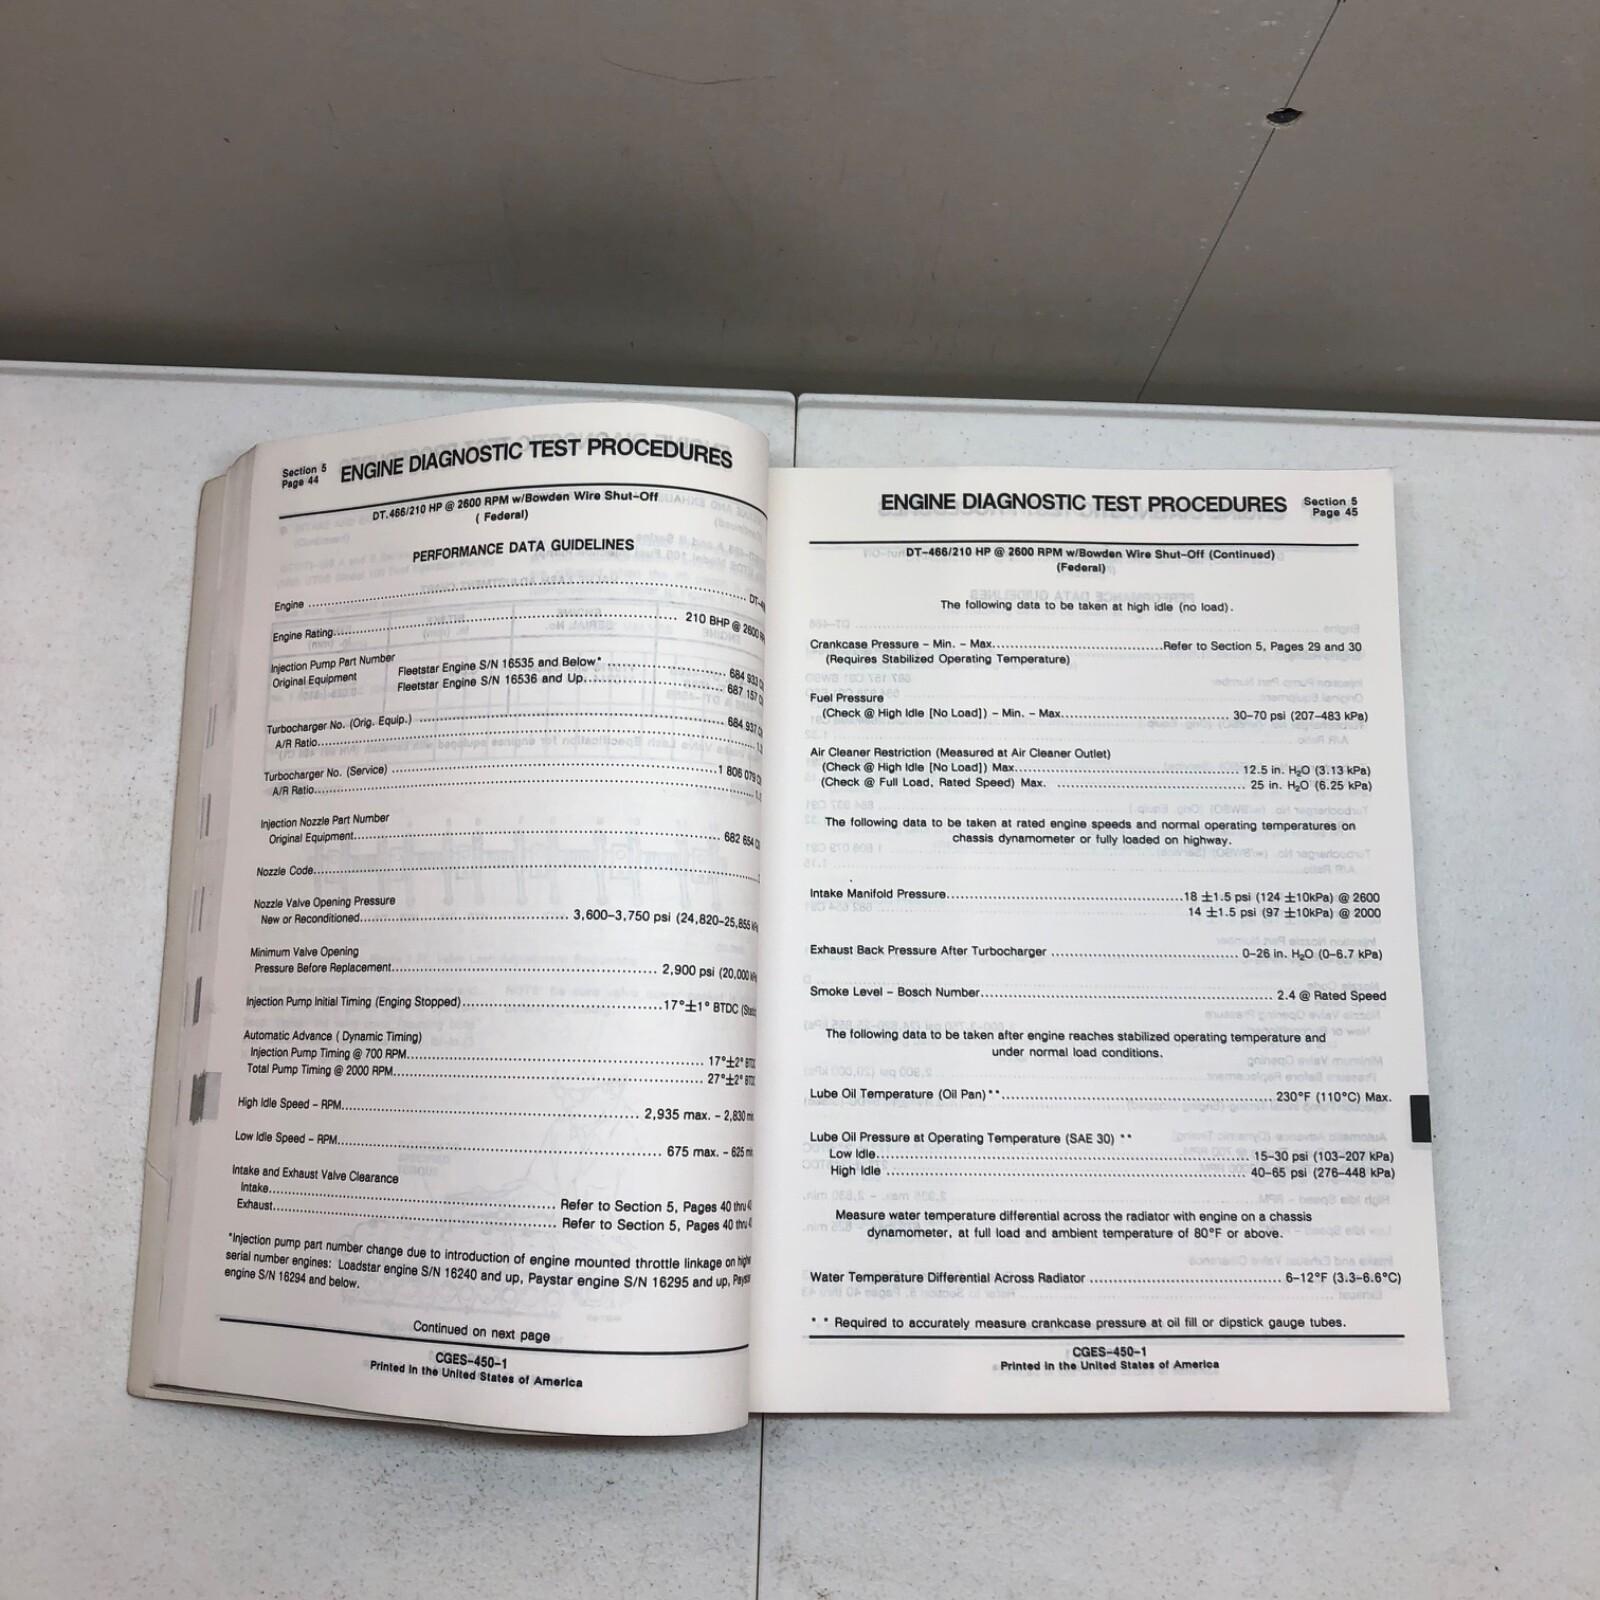 Section 5
Page 44
ENGINE DIAGNOSTIC TEST PROCEDURES
DT.466/210 HP @ 2600 RPM w/Bowden Wire Shut-Off
( Federal)
PERFORMANCE DATA GUIDELINES
Engine
Engine Rating 210 BHP @ 2600
Injection Pump Part Number
Original Equipment
Fleetstar Engine S/N 16535 and Below* 684 933
Fleetstar Engine S/N 16536 and Up 687 157
Turbocharger No. (Orig. Equip.) 684 937
A/R Ratio
Turbocharger No. (Service) 1 806 079
A/R Ratio
Injection Nozzle Part Number
Original Equipment 682 654
Nozzle Code
Nozzle Valve Opening Pressure
New or Reconditioned 3,600-3,750 psi (24,820-25,855
Minimum Valve Opening
Pressure Before Replacement 2,900 psi (20,000
Injection Pump Initial Timing (Enging Stopped) 17°±1° BTDC
Automatic Advance ( Dynamic Timing)
Injection Pump Timing @ 700 RPM 17°±2°
Total Pump Timing @ 2000 RPM 27°±2°
High Idle Speed - RPM 2,935 max. - 2,830
Low Idle Speed - RPM 675 max. - 625
Intake and Exhaust Valve Clearance
Intake Refer to Section 5, Pages 40 thru
Exhaust Refer to Section 5, Pages 40 thru
*Injection pump part number change due to introduction of engine mounted throttle linkage on
serial number engines: Loadstar engine S/N 16240 and up, Paystar engine S/N 16295 and up,
engine S/N 16294 and below.
Continued on next page
CGES-450-1
Printed in the United States of America
ENGINE DIAGNOSTIC TEST PROCEDURES
Section 5
Page 45
DT-466/210 HP @ 2600 RPM w/Bowden Wire Shut-Off (Continued)
(Federal)
The following data to be taken at high idle (no load).
Crankcase Pressure - Min. - Max. Refer to Section 5, Pages 29 and 30
(Requires Stabilized Operating Temperature)
Fuel Pressure
(Check @ High Idle [No Load]) - Min. - Max. 30-70 psi (207-483 kPa)
Air Cleaner Restriction (Measured at Air Cleaner Outlet)
(Check @ High Idle [No Load]) Max. 12.5 in. H₂O (3.13 kPa)
(Check @ Full Load, Rated Speed) Max. 25 in. H₂O (6.25 kPa)
The following data to be taken at rated engine speeds and normal operating temperatures on
chassis dynamometer or fully loaded on highway.
Intake Manifold Pressure 18 ±1.5 psi (124 ±10kPa) @ 2600
14 ±1.5 psi (97 ±10kPa) @ 2000
Exhaust Back Pressure After Turbocharger 0-26 in. H₂O (0-6.7 kPa)
Smoke Level - Bosch Number 2.4 @ Rated Speed
The following data to be taken after engine reaches stabilized operating temperature and
under normal load conditions.
Lube Oil Temperature (Oil Pan)** 230°F (110°C) Max.
Lube Oil Pressure at Operating Temperature (SAE 30) **
Low Idle 15-30 psi (103-207 kPa)
High Idle 40-65 psi (276-448 kPa)
Measure water temperature differential across the radiator with engine on a chassis
dynamometer, at full load and ambient temperature of 80°F or above.
Water Temperature Differential Across Radiator 6-12°F (3.3-6.6°C)
* * Required to accurately measure crankcase pressure at oil fill or dipstick gauge tubes.
CGES-450-1
Printed in the United States of America